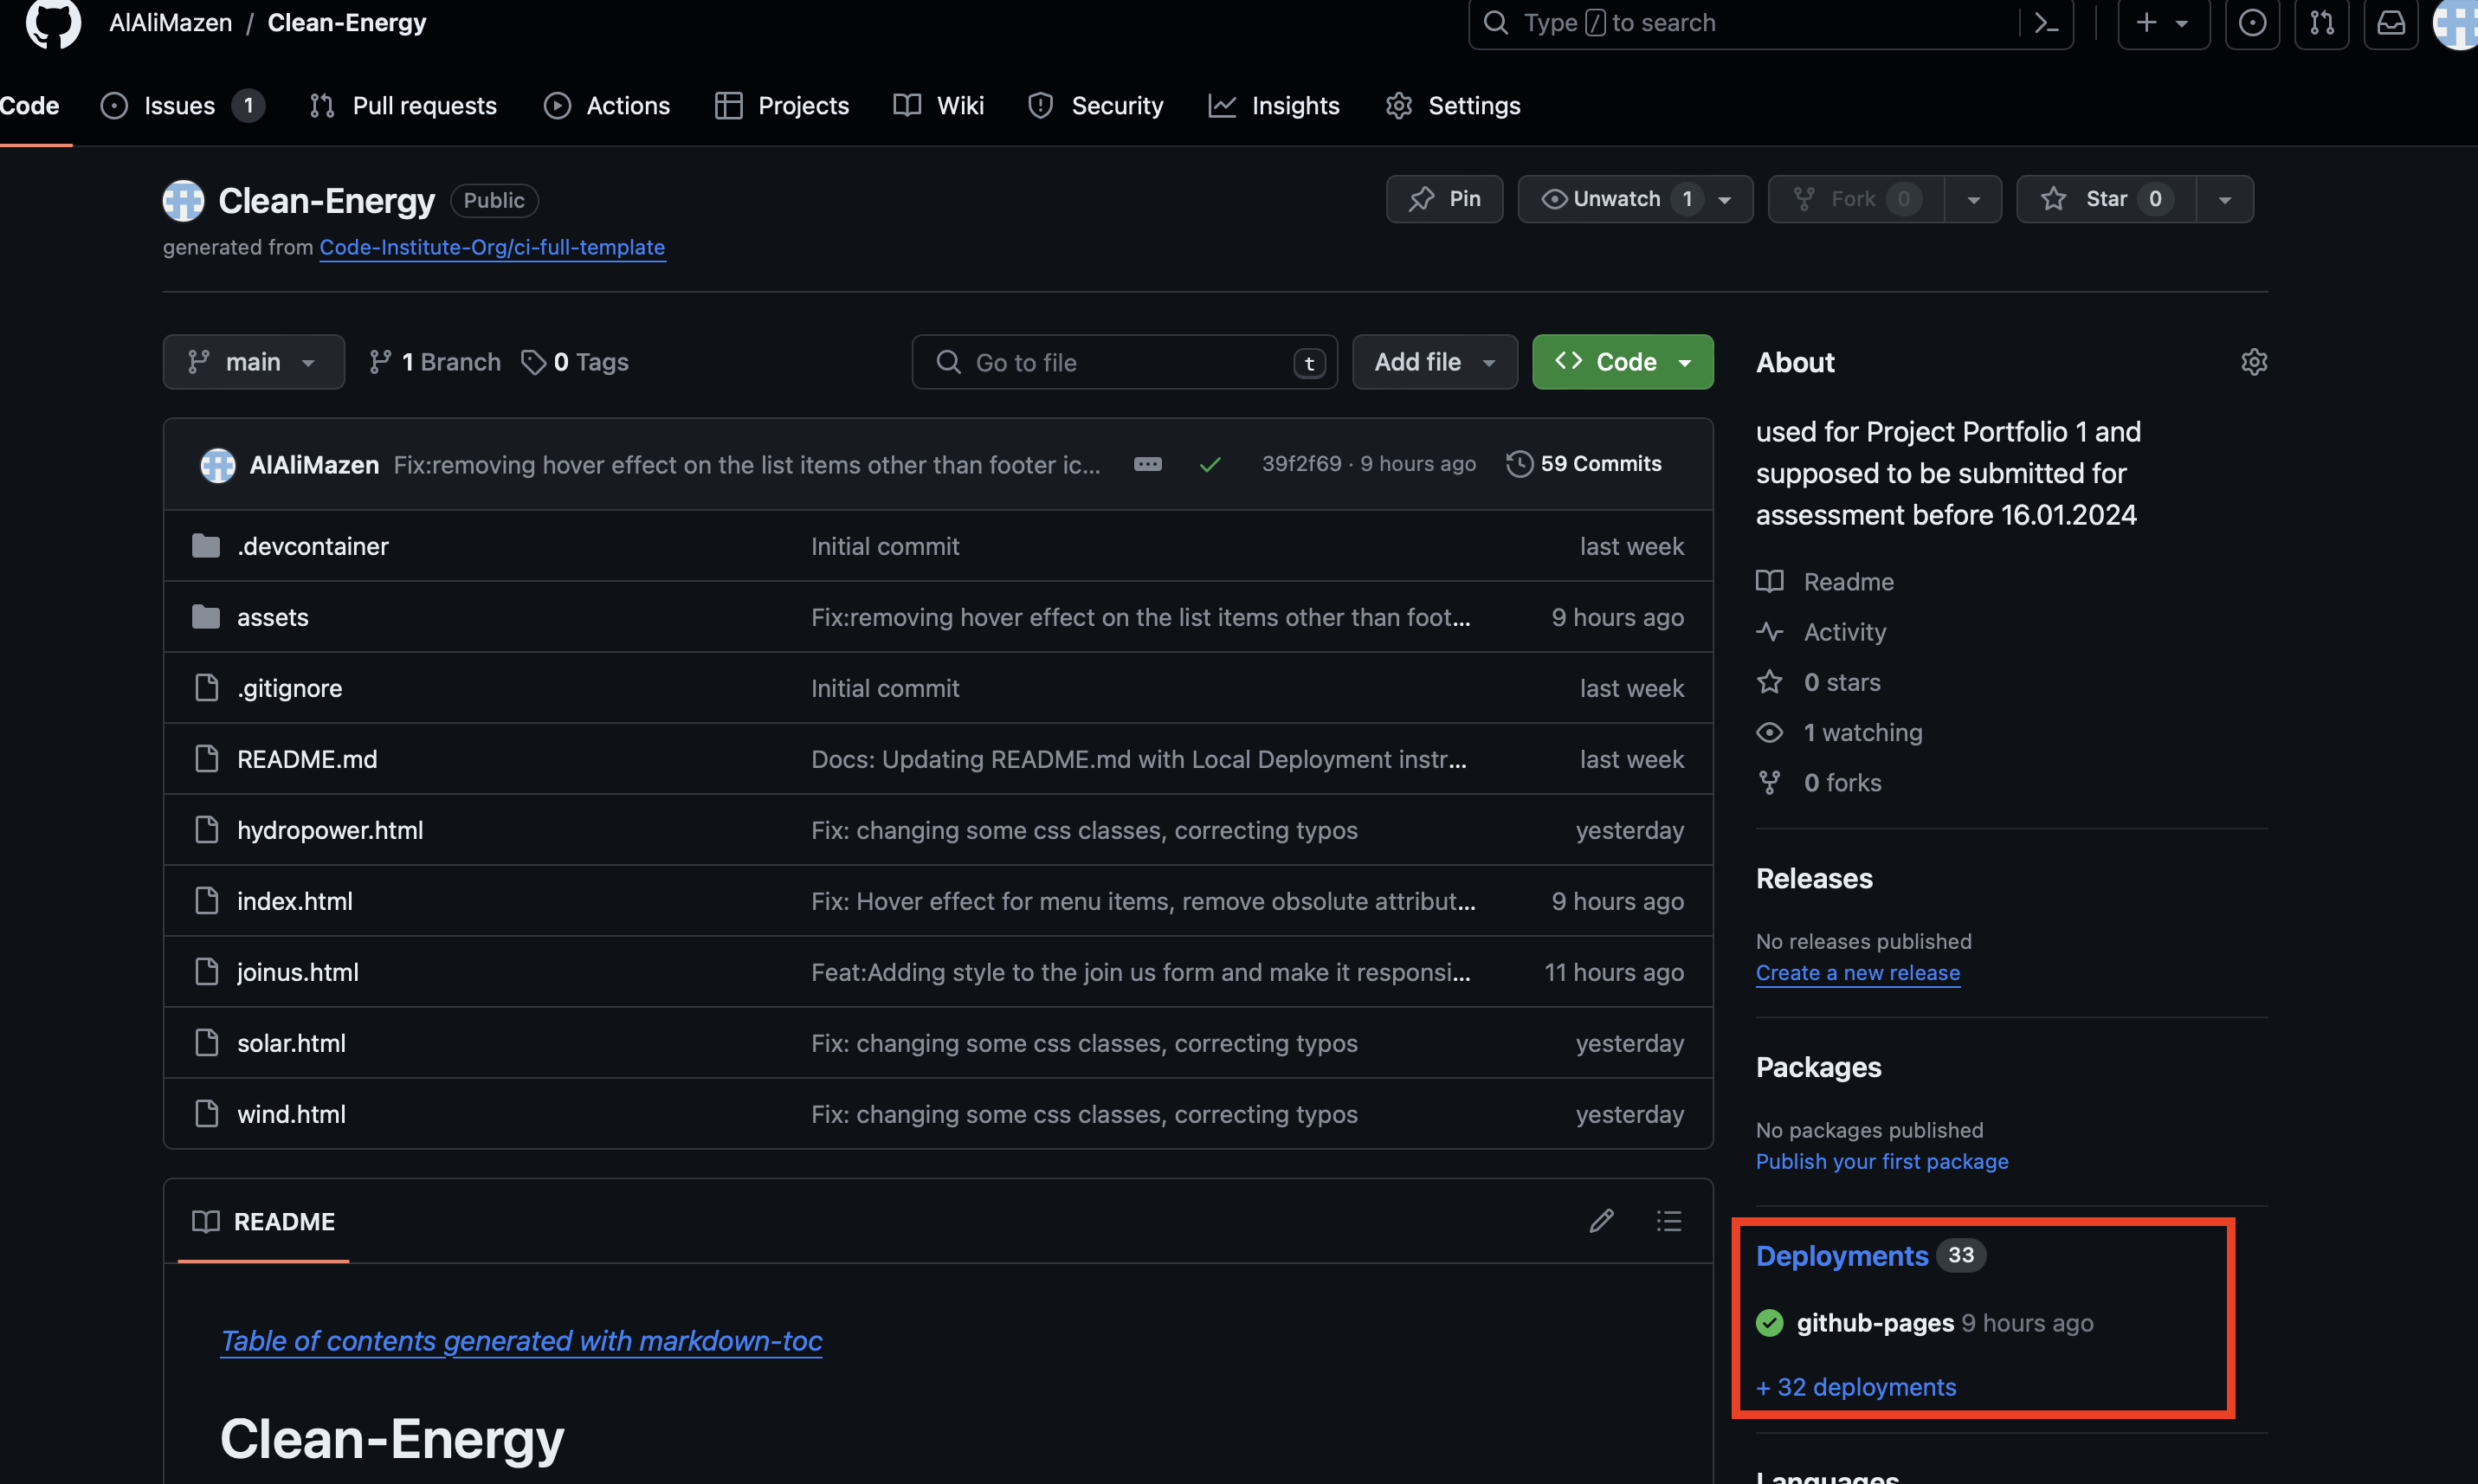 AlAliMazen / Clean-Energy
Type / to search
Code
Issues 1
Pull requests
Actions
Projects
Wiki
Security
Insights
Settings
Clean-Energy Public
Pin
Unwatch 1
Fork 0
Star 0
generated from Code-Institute-Org/ci-full-template
main
1 Branch
0 Tags
Go to file t
Add file
Code
AlAliMazen Fix:removing hover effect on the list items other than footer ic... 39f2f69 · 9 hours ago 59 Commits
.devcontainer Initial commit last week
assets Fix:removing hover effect on the list items other than foot... 9 hours ago
.gitignore Initial commit last week
README.md Docs: Updating README.md with Local Deployment instr... last week
hydropower.html Fix: changing some css classes, correcting typos yesterday
index.html Fix: Hover effect for menu items, remove obsolute attribut... 9 hours ago
joinus.html Feat:Adding style to the join us form and make it responsi... 11 hours ago
solar.html Fix: changing some css classes, correcting typos yesterday
wind.html Fix: changing some css classes, correcting typos yesterday
README
Table of contents generated with markdown-toc
Clean-Energy
About
used for Project Portfolio 1 and
supposed to be submitted for
assessment before 16.01.2024
Readme
Activity
0 stars
1 watching
0 forks
Releases
No releases published
Create a new release
Packages
No packages published
Publish your first package
Deployments 33
github-pages 9 hours ago
+ 32 deployments
Languages